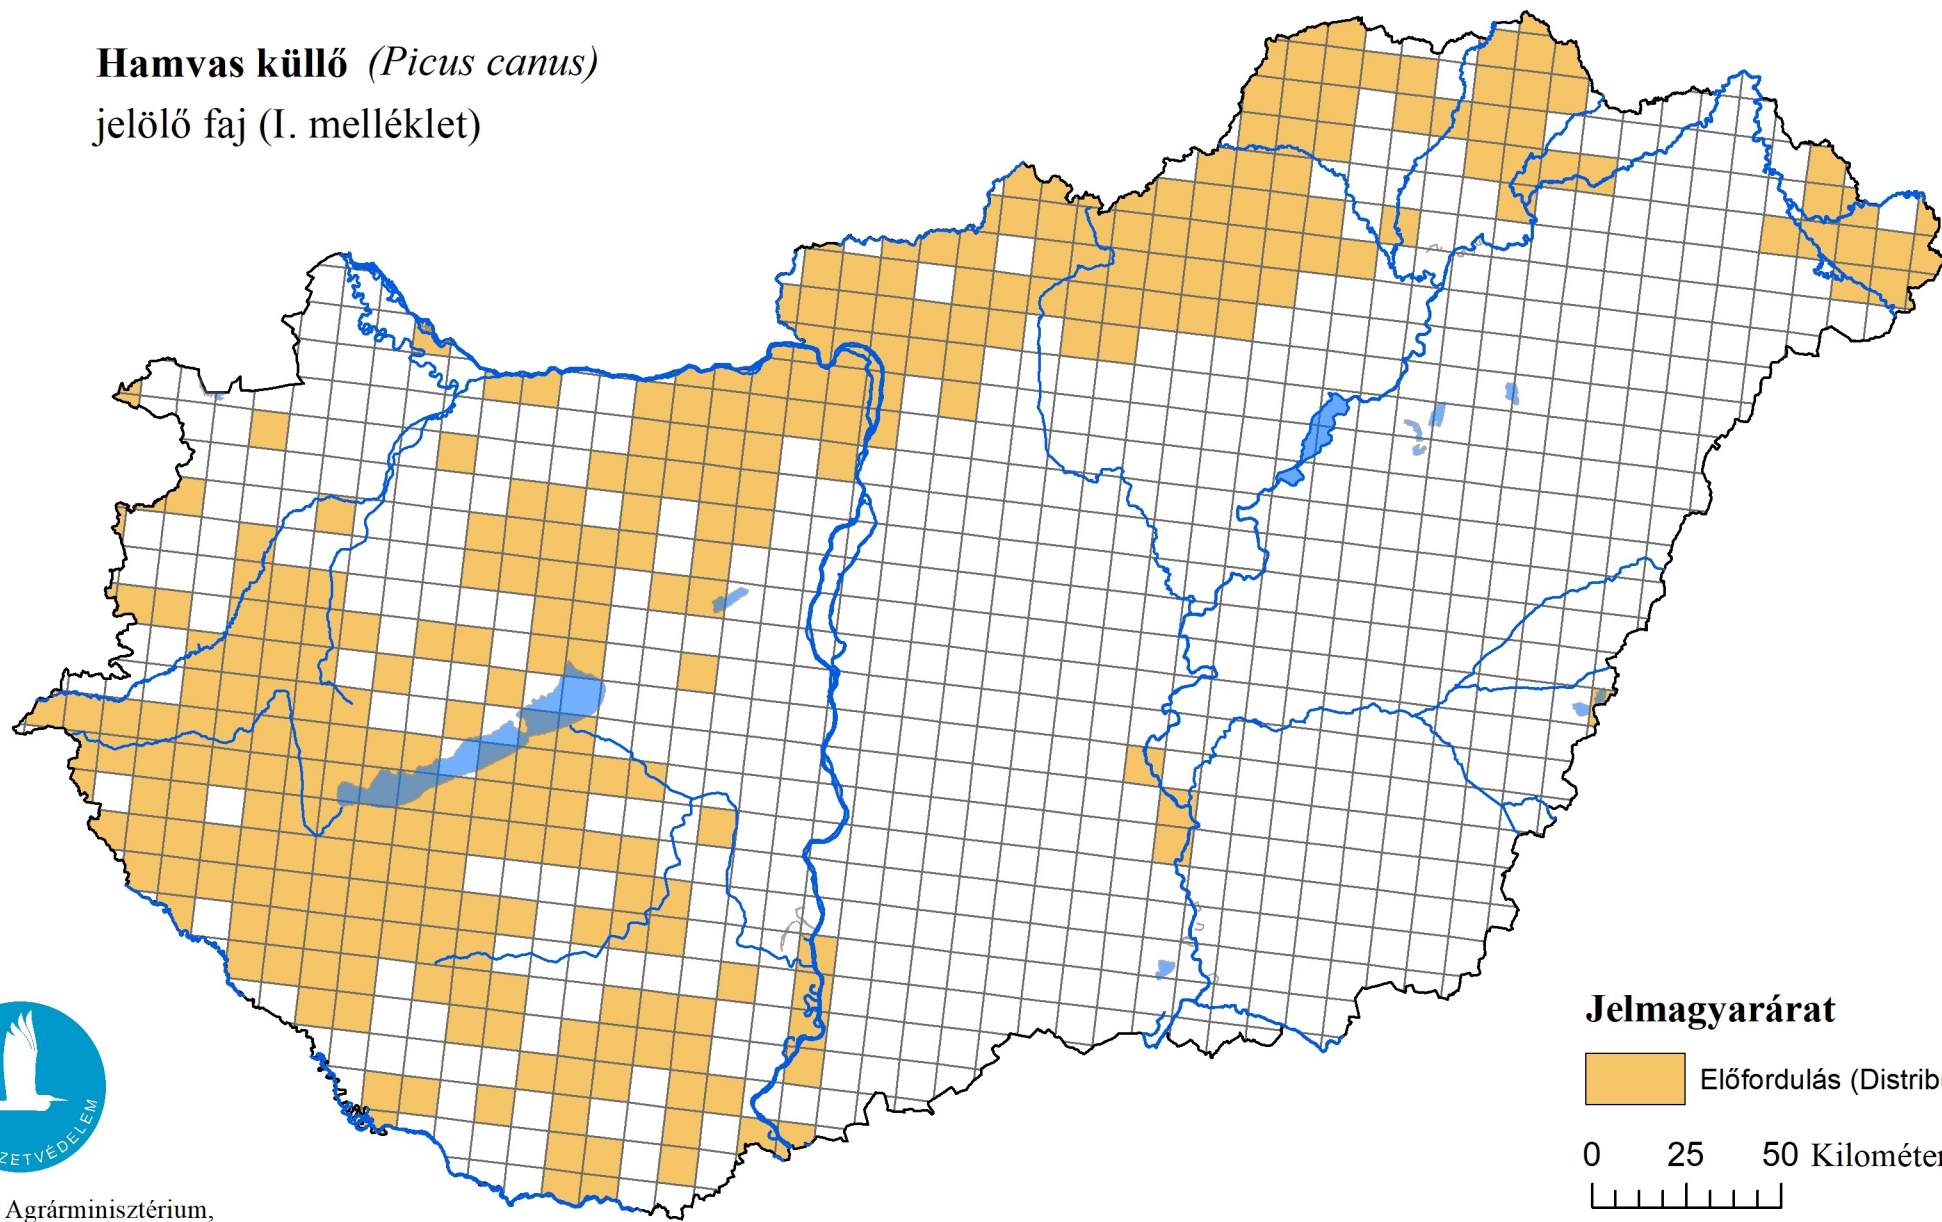 Hamvas küllő (Picus canus)
jelölő faj (I. melléklet)
Jelmagyarárat
Előfordulás (Distrib
0 25 50 Kilométer
ZETVÉDELEM
Agrárminisztérium,